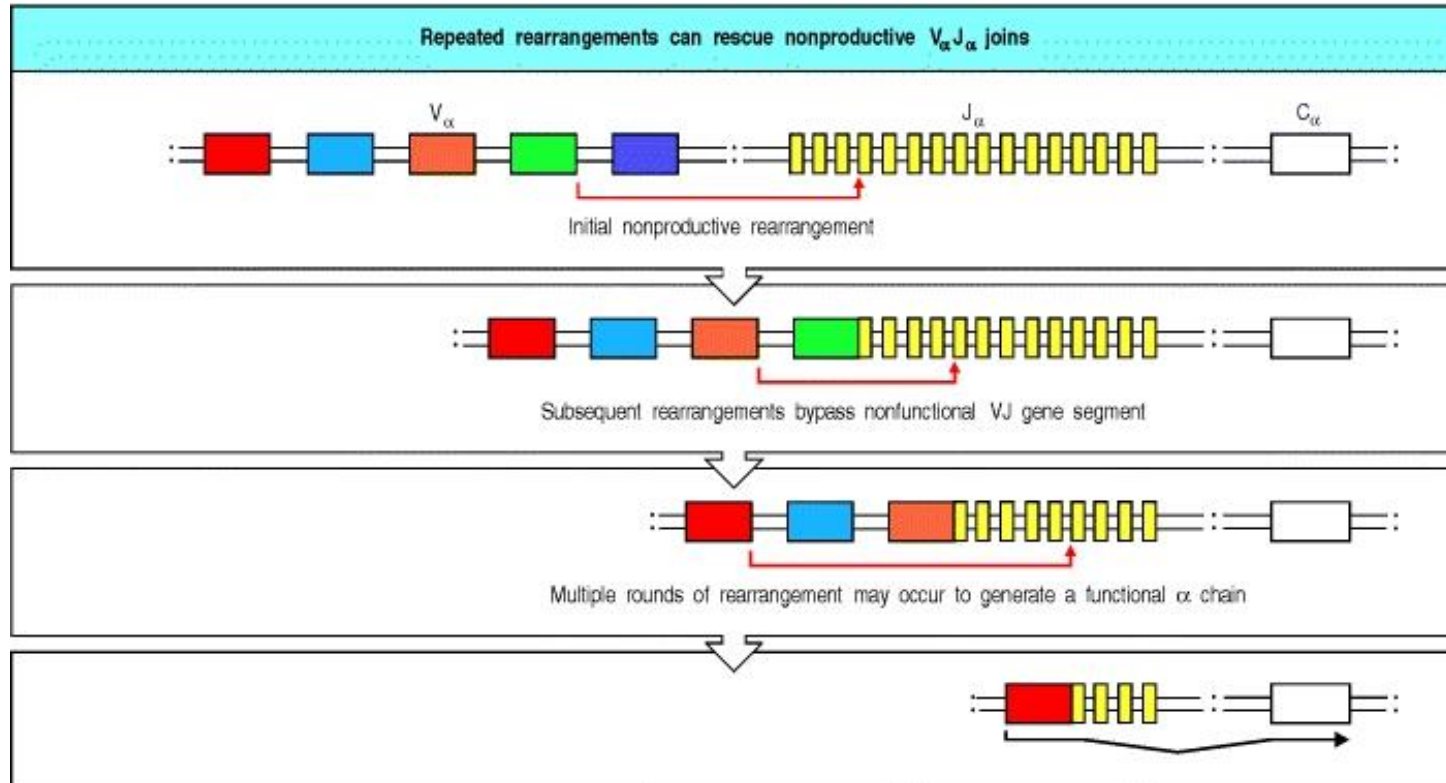 Repeated rearrangements can rescue nonproductive VαJα joins
Vα
Jα
Cα
Initial nonproductive rearrangement
Subsequent rearrangements bypass nonfunctional VJ gene segment
Multiple rounds of rearrangement may occur to generate a functional α chain